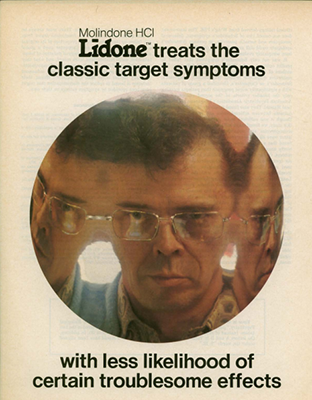 Molindone HCl
Lidone™ treats the
classic target symptoms
with less likelihood of
certain troublesome effects